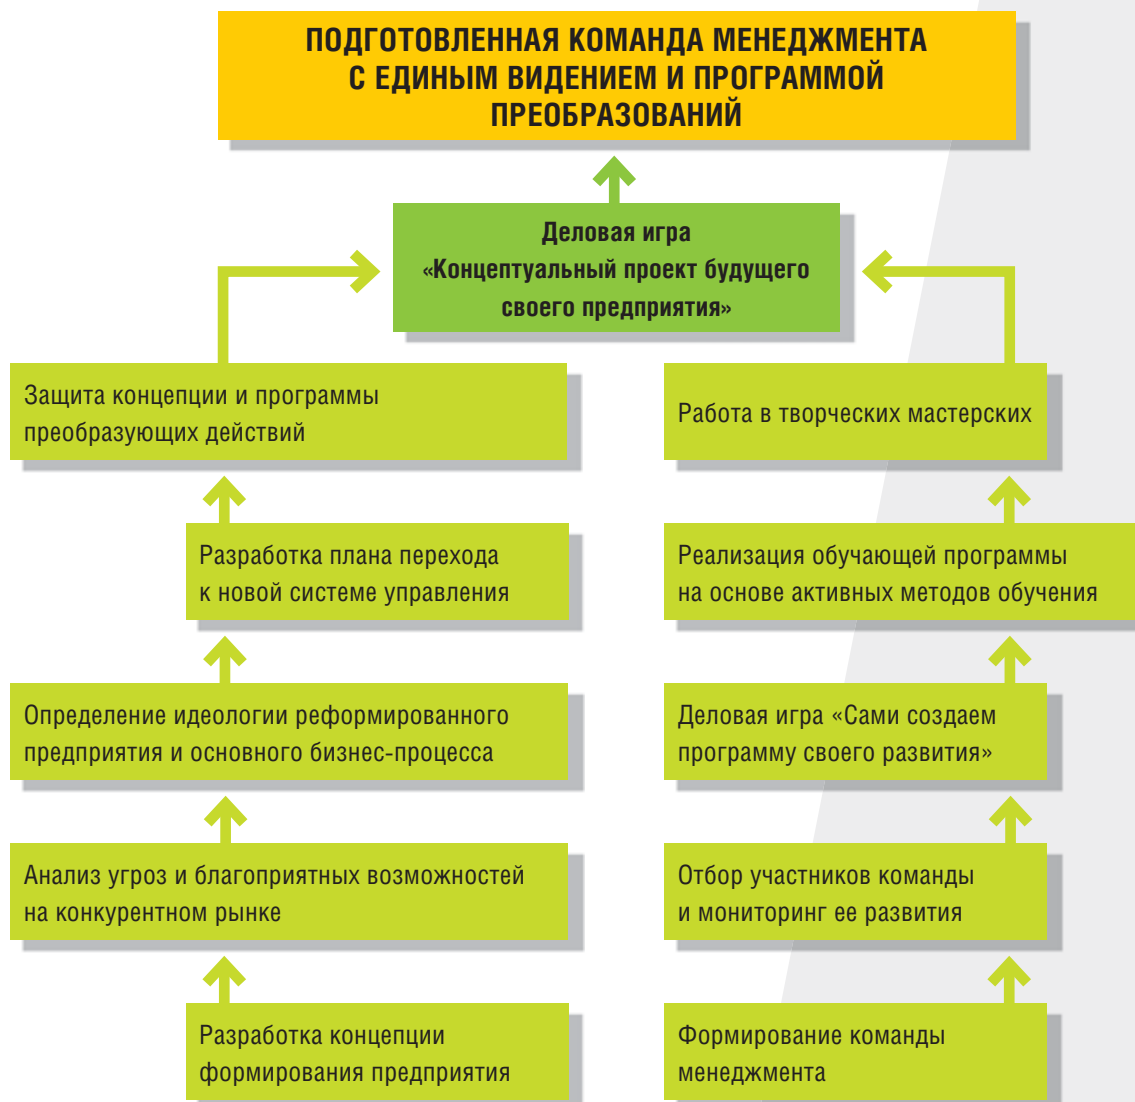 ПОДГОТОВЛЕННАЯ КОМАНДА МЕНЕДЖМЕНТА
С ЕДИНЫМ ВИДЕНИЕМ И ПРОГРАММОЙ
ПРЕОБРАЗОВАНИЙ
Деловая игра
«Концептуальный проект будущего
своего предприятия»
Защита концепции и программы
преобразующих действий
Разработка плана перехода
к новой системе управления
Определение идеологии реформированного
предприятия и основного бизнес-процесса
Анализ угроз и благоприятных возможностей
на конкурентном рынке
Разработка концепции
формирования предприятия
Работа в творческих мастерских
Реализация обучающей программы
на основе активных методов обучения
Деловая игра «Сами создаем
программу своего развития»
Отбор участников команды
и мониторинг ее развития
Формирование команды
менеджмента